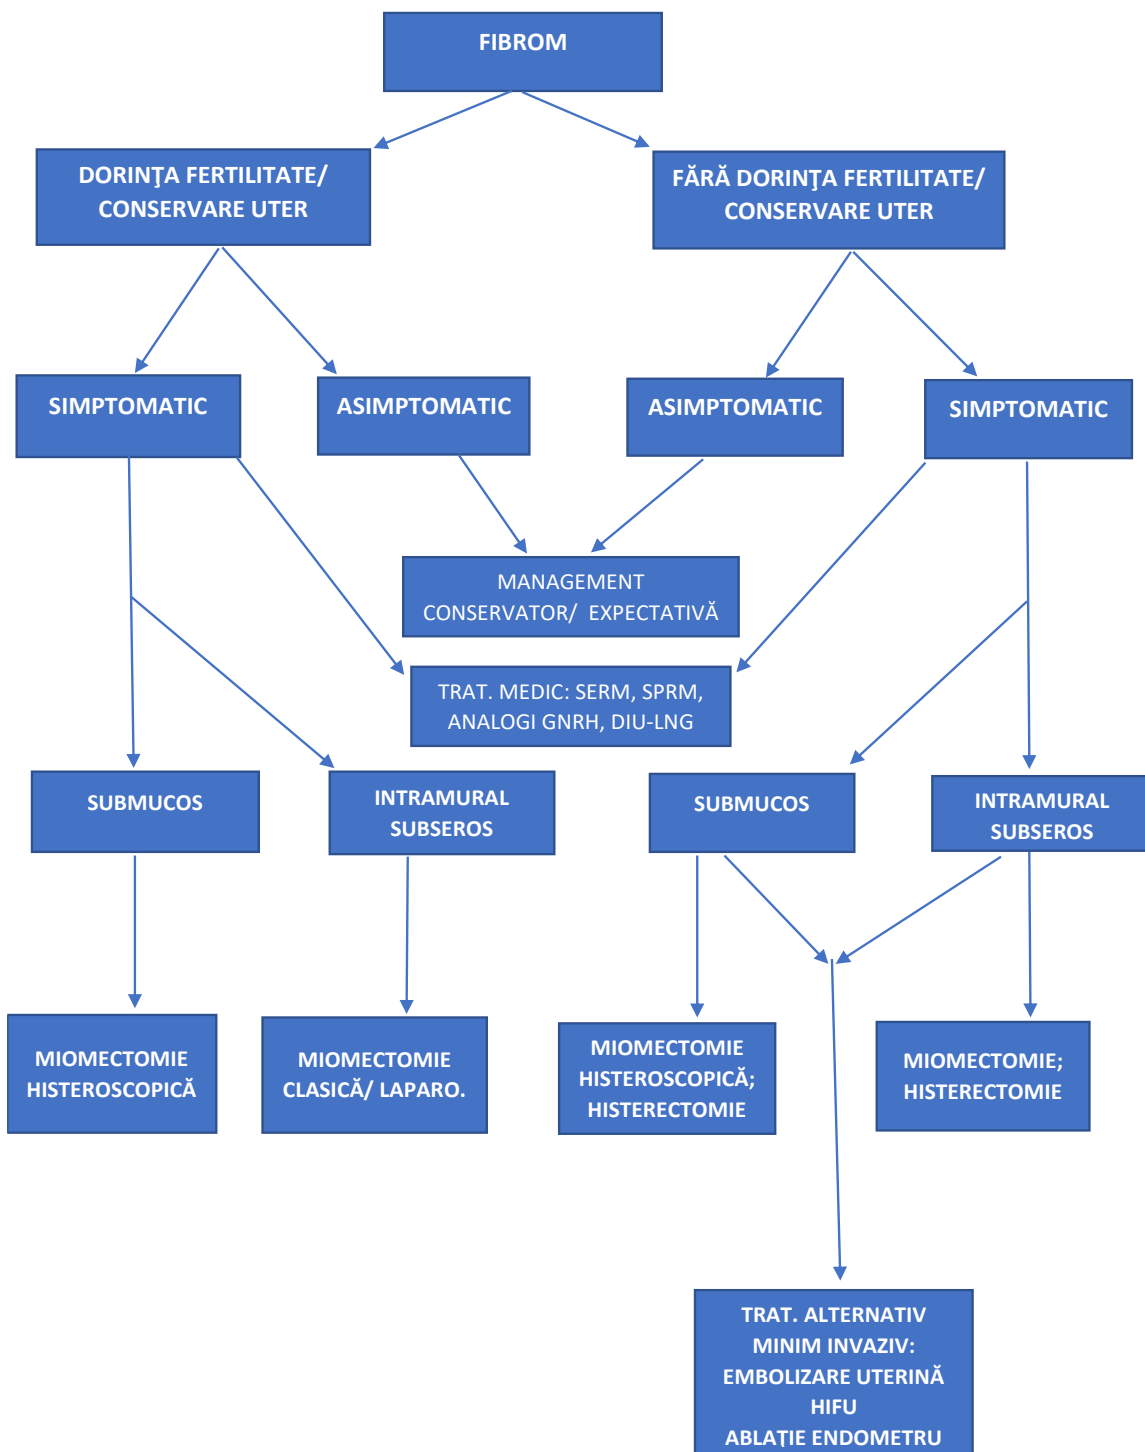 FIBROM
DORINŢA FERTILITATE/
CONSERVARE UTER
FĂRĂ DORINŢA FERTILITATE/
CONSERVARE UTER
SIMPTOMATIC
ASIMPTOMATIC
ASIMPTOMATIC
SIMPTOMATIC
MANAGEMENT
CONSERVATOR/ EXPECTATIVĂ
TRAT. MEDIC: SERM, SPRM,
ANALOGI GNRH, DIU-LNG
SUBMUCOS
INTRAMURAL
SUBSEROS
SUBMUCOS
INTRAMURAL
SUBSEROS
MIOMECTOMIE
HISTEROSCOPICĂ
MIOMECTOMIE
CLASICĂ/ LAPARO.
MIOMECTOMIE
HISTEROSCOPICĂ;
HISTERECTOMIE
MIOMECTOMIE;
HISTERECTOMIE
TRAT. ALTERNATIV
MINIM INVAZIV:
EMBOLIZARE UTERINĂ
HIFU
ABLAŢIE ENDOMETRU